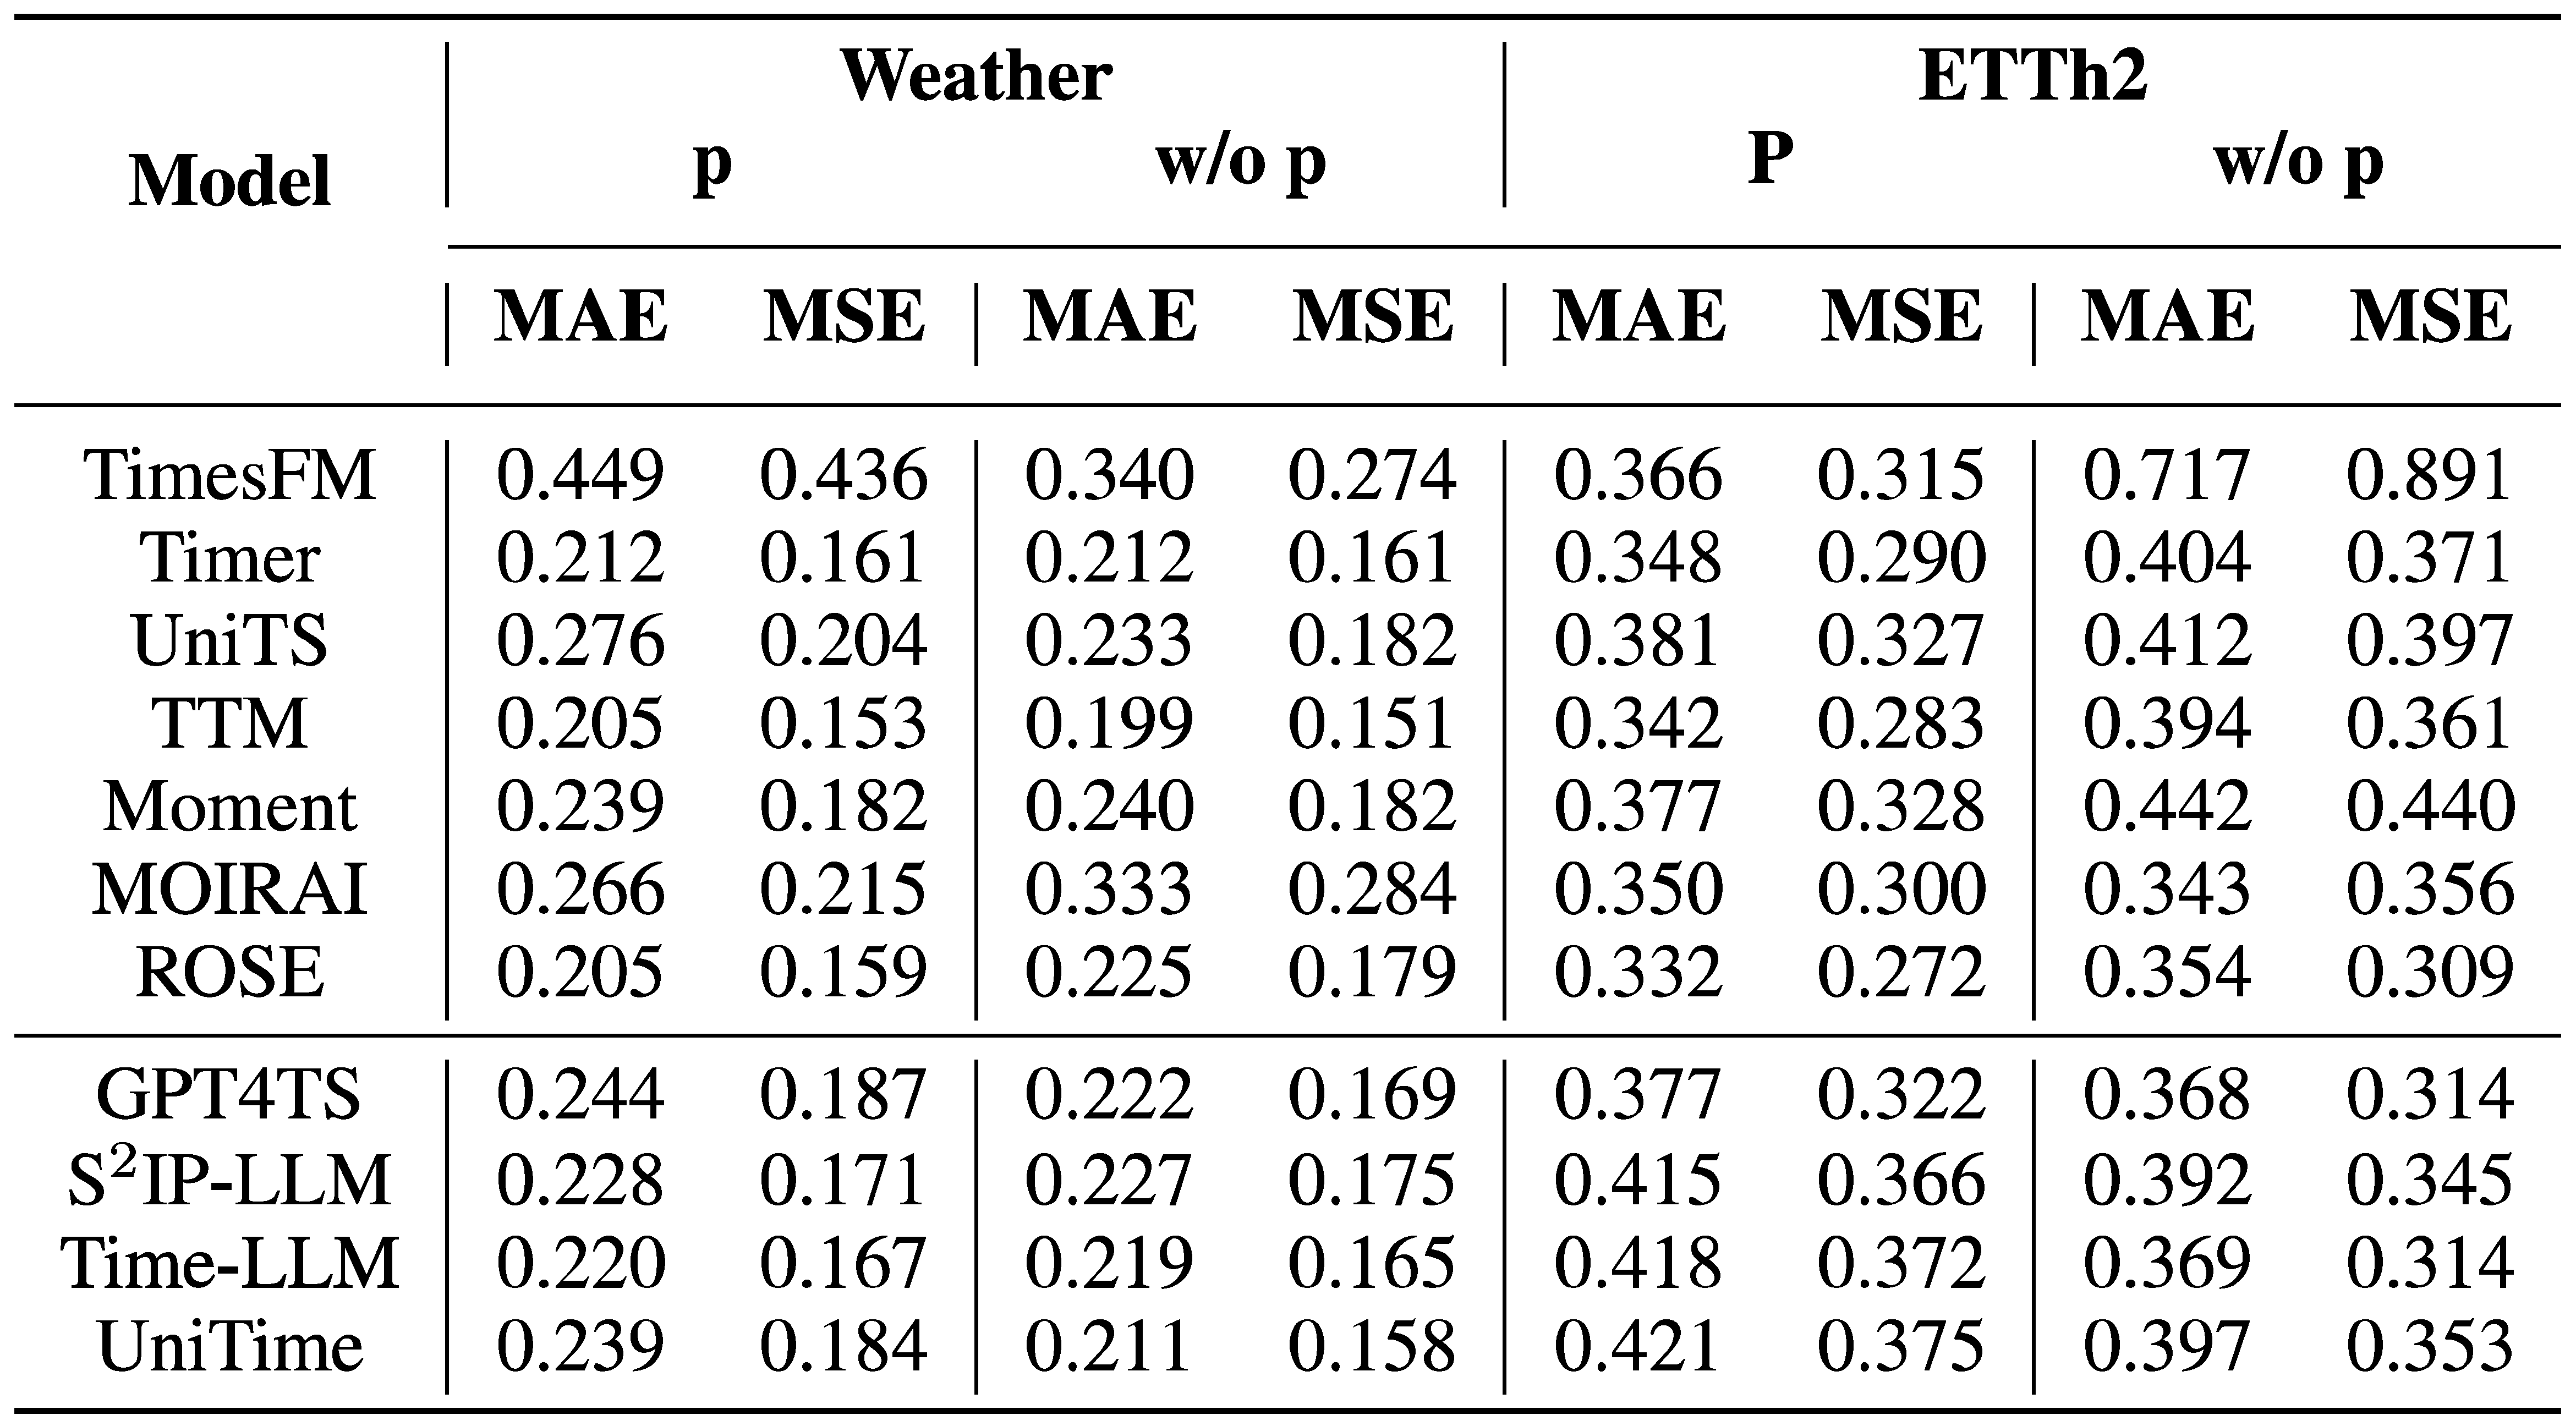 Weather ETTh2
Model p w/o p P w/o p
MAE MSE MAE MSE MAE MSE MAE MSE
TimesFM 0.449 0.436 0.340 0.274 0.366 0.315 0.717 0.891
Timer 0.212 0.161 0.212 0.161 0.348 0.290 0.404 0.371
UniTS 0.276 0.204 0.233 0.182 0.381 0.327 0.412 0.397
TTM 0.205 0.153 0.199 0.151 0.342 0.283 0.394 0.361
Moment 0.239 0.182 0.240 0.182 0.377 0.328 0.442 0.440
MOIRAI 0.266 0.215 0.333 0.284 0.350 0.300 0.343 0.356
ROSE 0.205 0.159 0.225 0.179 0.332 0.272 0.354 0.309
GPT4TS 0.244 0.187 0.222 0.169 0.377 0.322 0.368 0.314
S²IP-LLM 0.228 0.171 0.227 0.175 0.415 0.366 0.392 0.345
Time-LLM 0.220 0.167 0.219 0.165 0.418 0.372 0.369 0.314
UniTime 0.239 0.184 0.211 0.158 0.421 0.375 0.397 0.353